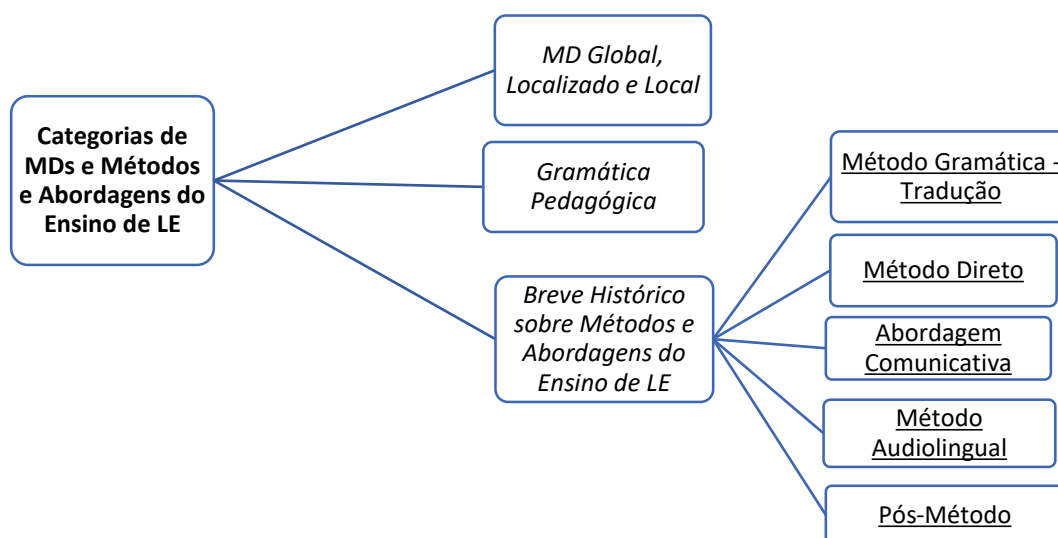 Categorias de
MDs e Métodos
e Abordagens do
Ensino de LE
MD Global,
Localizado e Local
Gramática
Pedagógica
Breve Histórico
sobre Métodos e
Abordagens do
Ensino de LE
Método Gramática -
Tradução
Método Direto
Abordagem
Comunicativa
Método
Audiolingual
Pós-Método